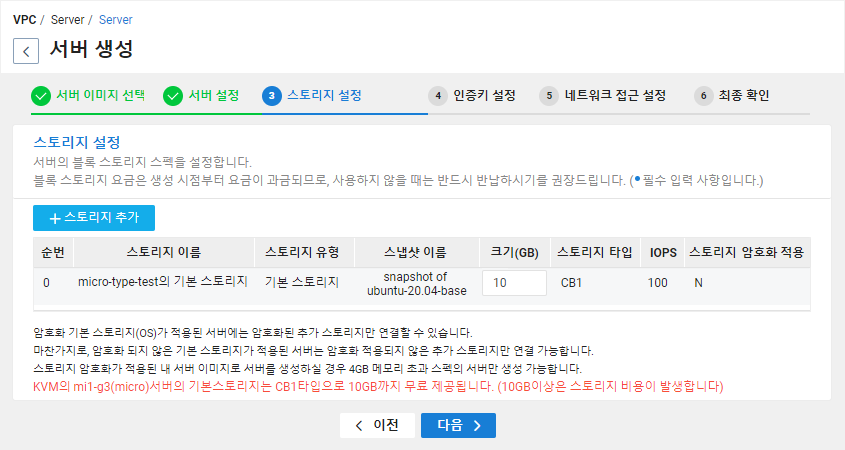 VPC / Server / Server
서버 생성
서버 이미지 선택 서버 설정 3 스토리지 설정 4 인증키 설정 5 네트워크 접근 설정 6 최종 확인
스토리지 설정
서버의 블록 스토리지 스펙을 설정합니다.
블록 스토리지 요금은 생성 시점부터 요금이 과금되므로, 사용하지 않을 때는 반드시 반납하시기를 권장드립니다. (• 필수 입력 사항입니다.)
+ 스토리지 추가
순번 스토리지 이름 스토리지 유형 스냅샷 이름 크기(GB) 스토리지 타입 IOPS 스토리지 암호화 적용
0 micro-type-test의 기본 스토리지 기본 스토리지 snapshot of 10 CB1 100 N
ubuntu-20.04-base
암호화 기본 스토리지(OS)가 적용된 서버에는 암호화된 추가 스토리지만 연결할 수 있습니다.
마찬가지로, 암호화 되지 않은 기본 스토리지가 적용된 서버는 암호화 적용되지 않은 추가 스토리지만 연결 가능합니다.
스토리지 암호화가 적용된 내 서버 이미지로 서버를 생성하실 경우 4GB 메모리 초과 스펙의 서버만 생성 가능합니다.
KVM의 mi1-g3(micro)서버의 기본스토리지는 CB1타입으로 10GB까지 무료 제공됩니다. (10GB이상은 스토리지 비용이 발생합니다)
< 이전 다음 >